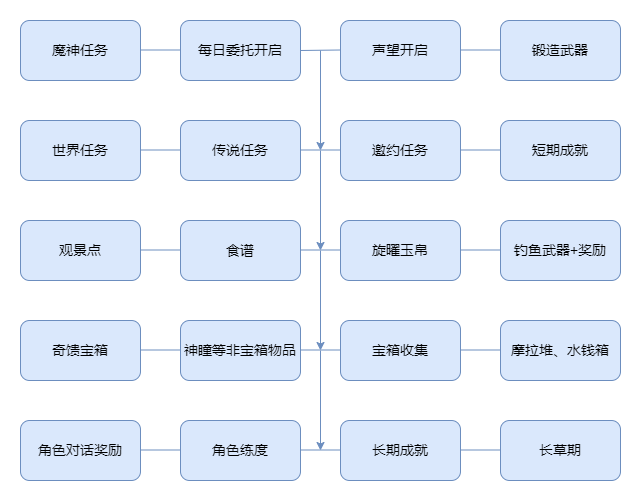 魔神任务
每日委托开启
声望开启
锻造武器
世界任务
传说任务
邀约任务
短期成就
观景点
食谱
旋曜玉帛
钓鱼武器+奖励
奇馈宝箱
神瞳等非宝箱物品
宝箱收集
摩拉堆、水钱箱
角色对话奖励
角色练度
长期成就
长草期